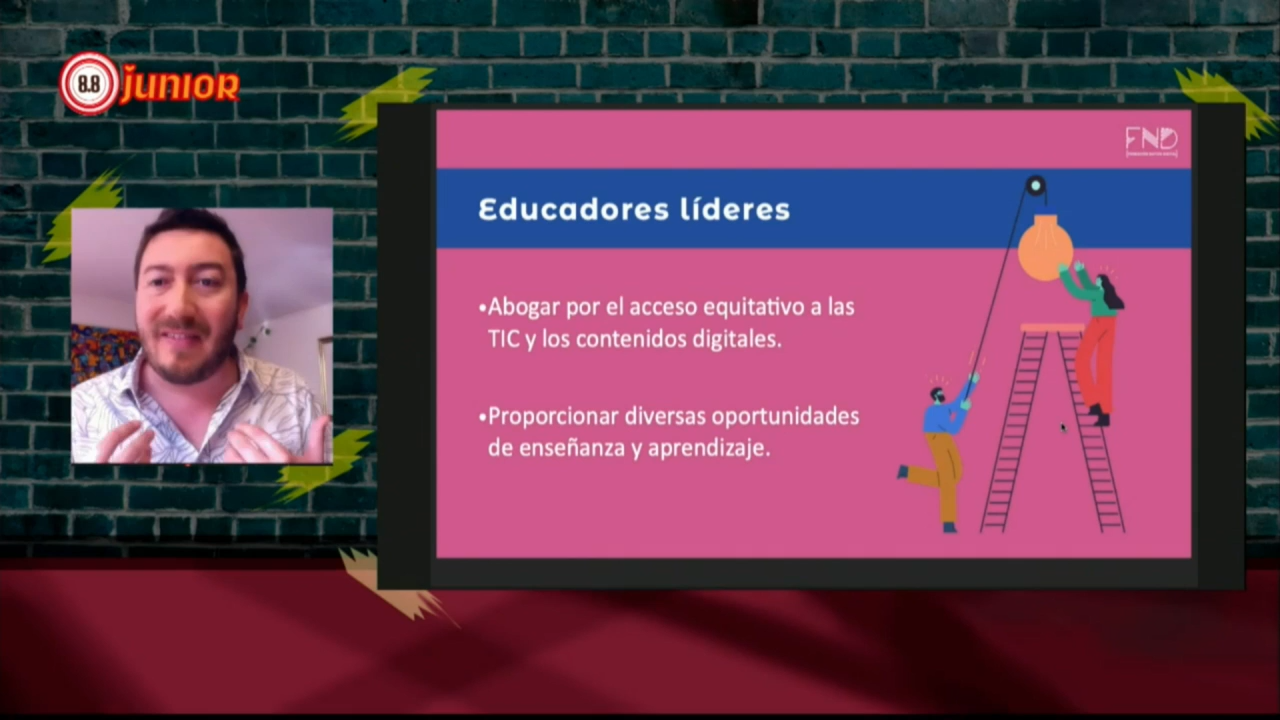 8.8 JUNIOR
FND
Educadores líderes
•Abogar por el acceso equitativo a las
TIC y los contenidos digitales.
•Proporcionar diversas oportunidades
de enseñanza y aprendizaje.